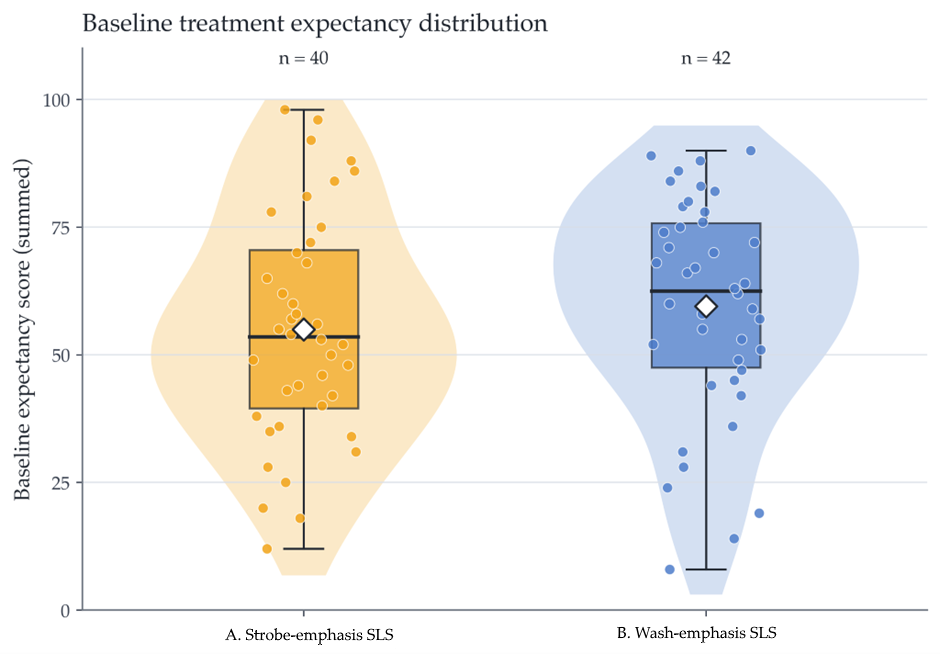 Baseline treatment expectancy distribution
n = 40
n = 42
Baseline expectancy score (summed)
100
75
50
25
0
A. Strobe-emphasis SLS
B. Wash-emphasis SLS